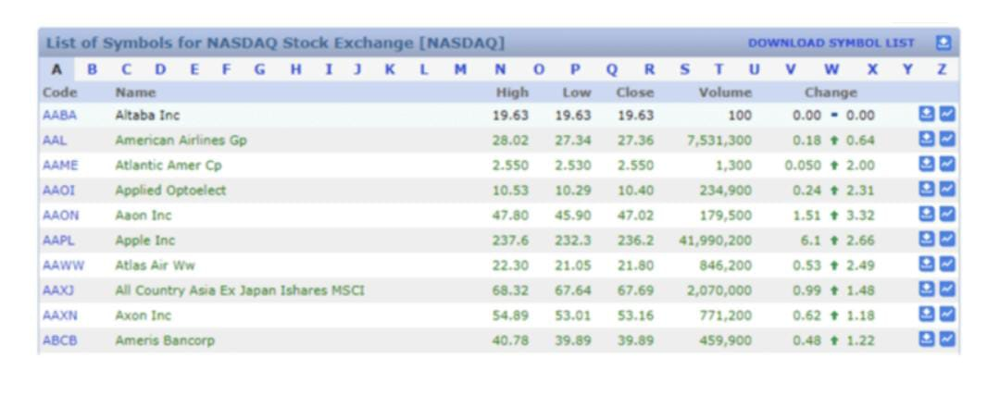 List of Symbols for NASDAQ Stock Exchange [NASDAQ] DOWNLOAD SYMBOL LIST
A B C D E F G H I J K L M N O P Q R S T U V W X Y Z
Code Name High Low Close Volume Change
AABA Altaba Inc 19.63 19.63 19.63 100 0.00 0.00
AAL American Airlines Gp 28.02 27.34 27.36 7,531,300 0.18 0.64
AAME Atlantic Amer Cp 2.550 2.530 2.550 1,300 0.050 2.00
AAOI Applied Optoelect 10.53 10.29 10.40 234,900 0.24 2.31
AAON Aaon Inc 47.80 45.90 47.02 179,500 1.51 3.32
AAPL Apple Inc 237.6 232.3 236.2 41,990,200 6.1 2.66
AAWW Atlas Air Ww 22.30 21.05 21.80 846,200 0.53 2.49
AAXJ All Country Asia Ex Japan Ishares MSCI 68.32 67.64 67.69 2,070,000 0.99 1.48
AAXN Axon Inc 54.89 53.01 53.16 771,200 0.62 1.18
ABCB Ameris Bancorp 40.78 39.89 39.89 459,900 0.48 1.22